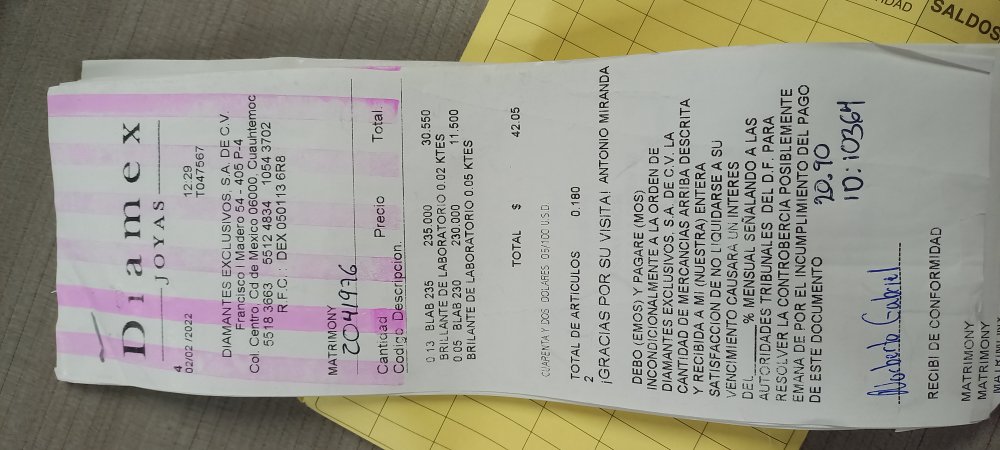 Diamex
JOYAS
4
02/02 /2022 12:29
T047567
DIAMANTES EXCLUSIVOS, S.A. DE C.V.
Francisco I Madero 54 - 405 P-4
Col. Centro, Cd de Mexico 06000, Cuauhtemoc
5518 3663 5512 4834 1054 3702
R.F.C.: DEX 050113 6R8
MATRIMONY
2041976
Cantidad Precio Total.
Codigo Descripcion.
0.13 BLAB 235 235.000 30.550
BRILLANTE DE LABORATORIO 0.02 KTES
0.05 BLAB 230 230.000 11.500
BRILANTE DE LABORATORIO 0.05 KTES
TOTAL $ 42.05
CUARENTA Y DOS DOLARES 05/100 U.S.D
TOTAL DE ARTICULOS 0.180
2
¡GRACIAS POR SU VISITA! ANTONIO MIRANDA
DEBO (EMOS) Y PAGARE (MOS)
INCONDICIONALMENTE A LA ORDEN DE
DIAMANTES EXCLUSIVOS, S.A. DE C.V. LA
CANTIDAD DE MERCANCIAS ARRIBA DESCRITA
Y RECIBIDA A MI (NUESTRA) ENTERA
SATISFACCION DE NO LIQUIDARSE A SU
VENCIMIENTO CAUSARA UN INTERES
DEL % MENSUAL SEÑALANDO A LAS
AUTORIDADES TRIBUNALES DEL D.F. PARA
RESOLVER LA CONTROBERCIA POSIBLEMENTE
EMANA DE POR EL INCUMPLIMIENTO DEL PAGO
DE ESTE DOCUMENTO
20.90
10:10364
Norberto Gabriel
RECIBI DE CONFORMIDAD
MATRIMONY
MATRIMONY
SALDOS